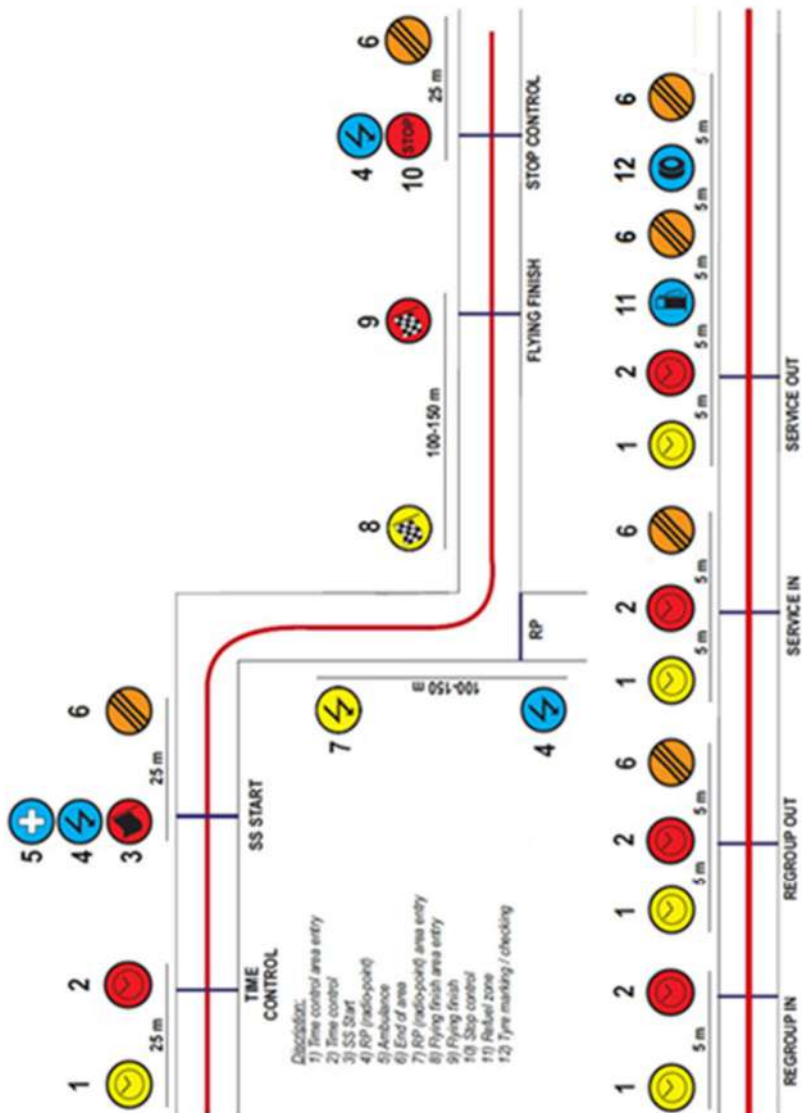 5
1 2 4 6
3
25 m 25 m
TIME
CONTROL
SS START
Discription:
1) Time control area entry
2) Time control
3) SS Start
4) RP (radio-point)
5) Ambulance
6) End of area
7) RP (radio-point) area entry
8) Flying finish area entry
9) Flying finish
10) Stop control
11) Refuel zone
12) Tyre marking / checking
7
100-150 m
4
RP
8 9 4 6
STOP
10
100-150 m 25 m
FLYING FINISH
STOP CONTROL
1 2 1 2 6 1 2 6 1 2 11 6 12 6
5 m 5 m 5 m 5 m 5 m 5 m 5 m 5 m 5 m 5 m
REGROUP IN
REGROUP OUT
SERVICE IN
SERVICE OUT